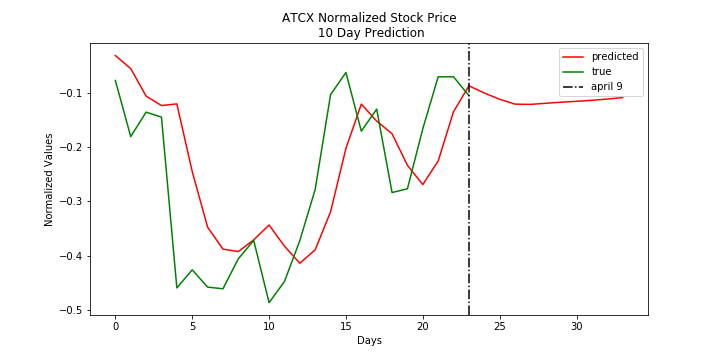 ATCX Normalized Stock Price
10 Day Prediction
predicted
true
april 9
Normalized Values
−0.1
−0.2
−0.3
−0.4
−0.5
0
5
10
15
20
25
30
Days